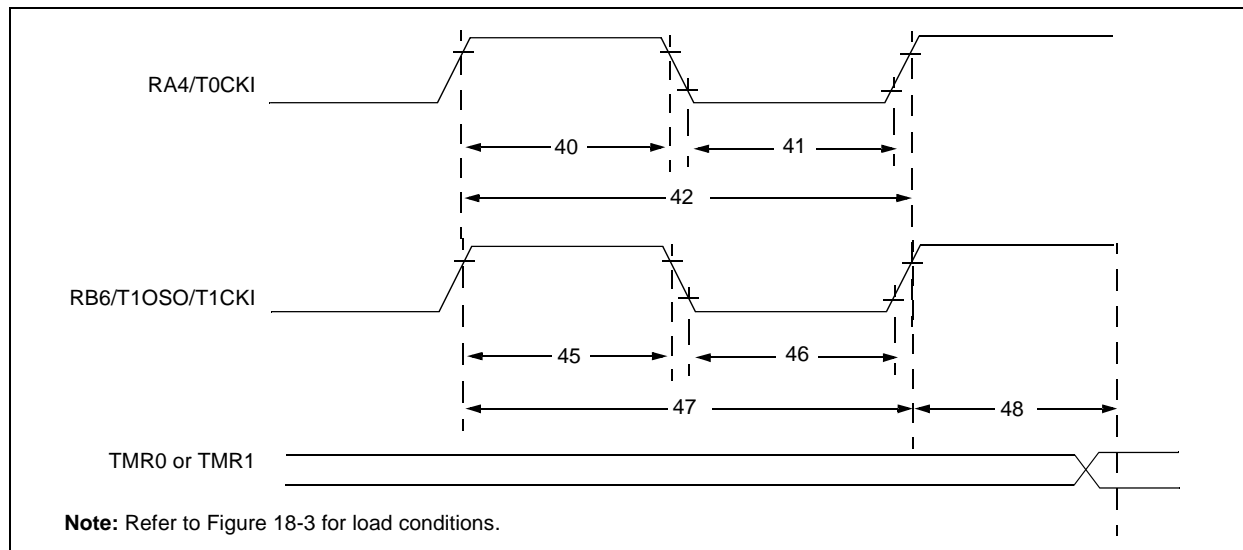 RA4/T0CKI
40
41
42
RB6/T1OSO/T1CKI
45
46
47
48
TMR0 or TMR1
Note: Refer to Figure 18-3 for load conditions.